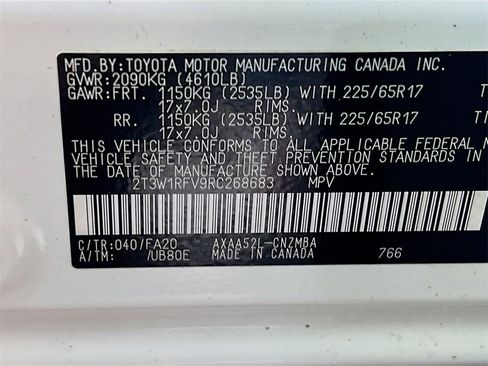 MFD.BY:TOYOTA MOTOR MANUFACTURING CANADA INC.
GVWR:2090KG (4610LB)
GAWR:FRT. 1150KG (2535LB) WITH 225/65R17 T
17x7.0J RIMS.
RR. 1150KG (2535LB) WITH 225/65R17 TI
17x7.0J RIMS.
THIS VEHICLE CONFORMS TO ALL APPLICABLE FEDERAL M
VEHICLE SAFETY AND THEFT PREVENTION STANDARDS IN E
MANUFACTURE SHOWN ABOVE.
2T3W1RFV9RC268683 MPV
C/TR:040/FA20 AXAA52L-CNZMBA
A/TM: /UB80E MADE IN CANADA 766